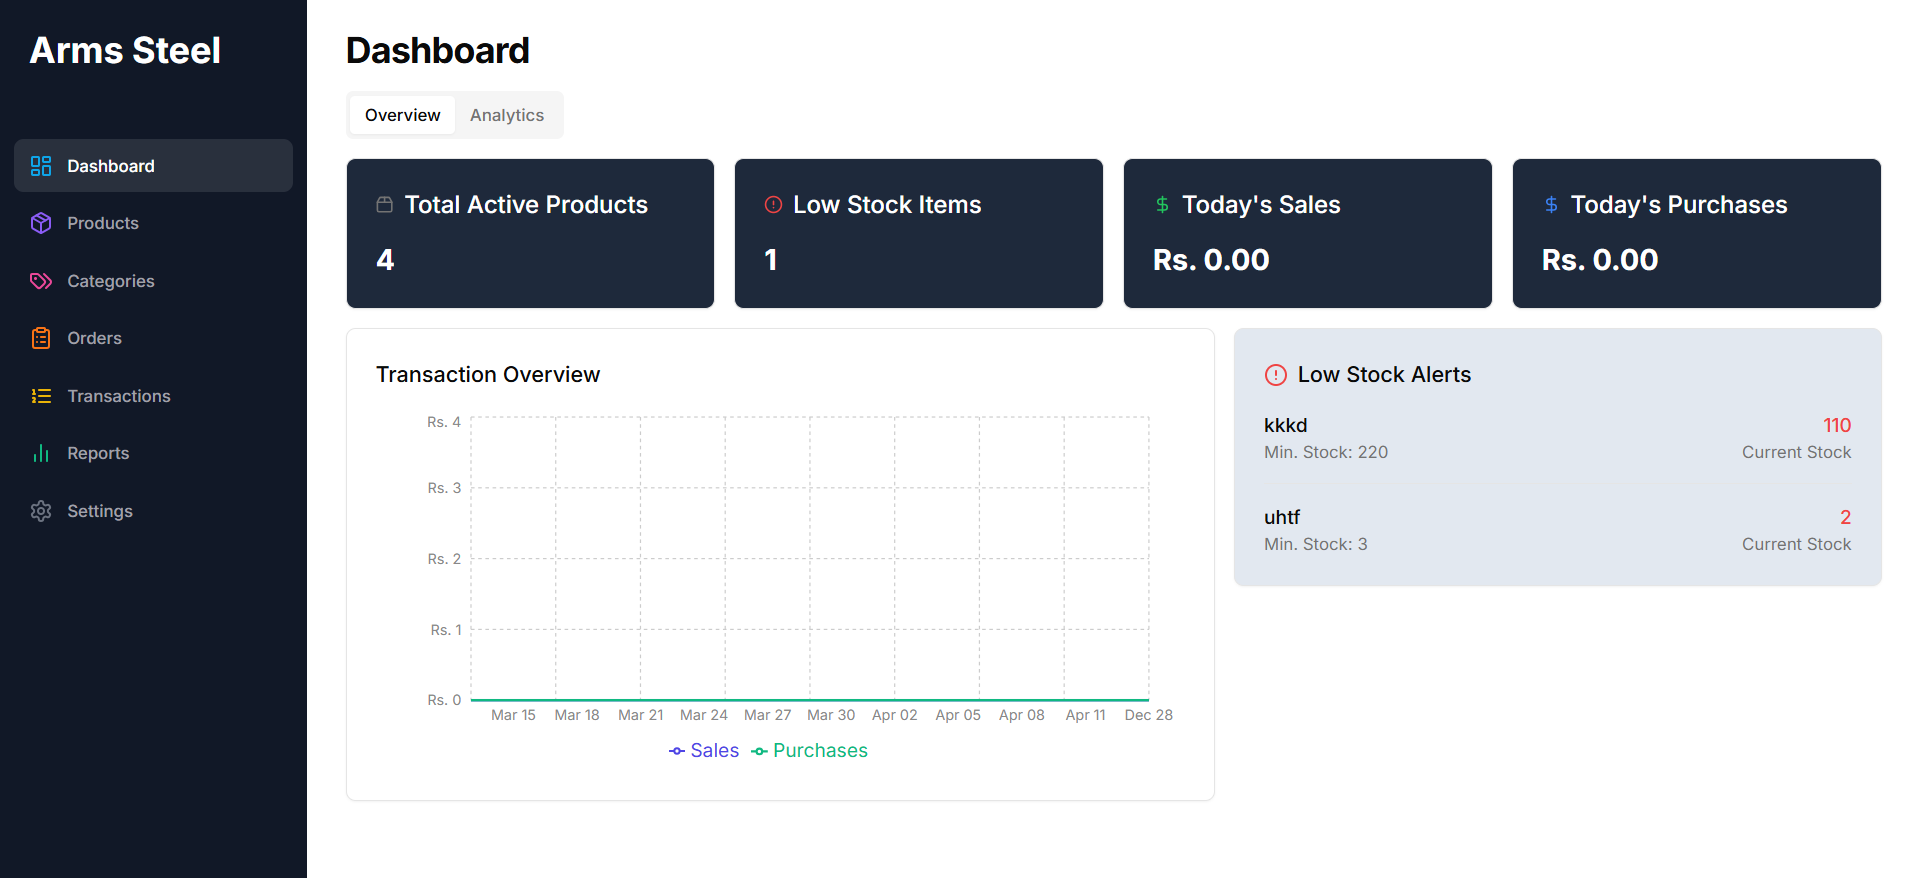 Arms Steel
Dashboard
Products
Categories
Orders
Transactions
Reports
Settings
Dashboard
Overview Analytics
Total Active Products
4
Low Stock Items
1
Today's Sales
Rs. 0.00
Today's Purchases
Rs. 0.00
Transaction Overview
Rs. 4
Rs. 3
Rs. 2
Rs. 1
Rs. 0
Mar 15 Mar 18 Mar 21 Mar 24 Mar 27 Mar 30 Apr 02 Apr 05 Apr 08 Apr 11 Dec 28
Sales Purchases
Low Stock Alerts
kkkd 110
Min. Stock: 220 Current Stock
uhtf 2
Min. Stock: 3 Current Stock